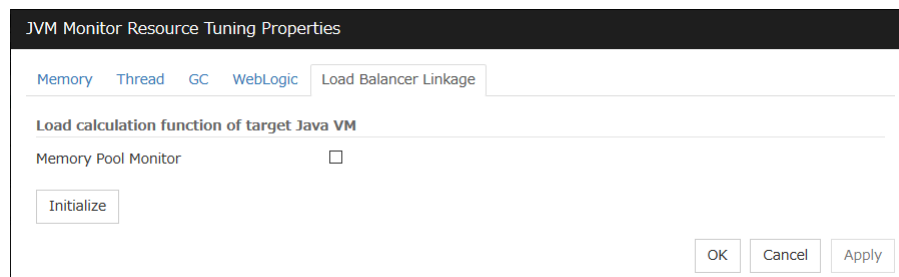 JVM Monitor Resource Tuning Properties
Memory Thread GC WebLogic Load Balancer Linkage
Load calculation function of target Java VM
Memory Pool Monitor
Initialize
OK Cancel Apply